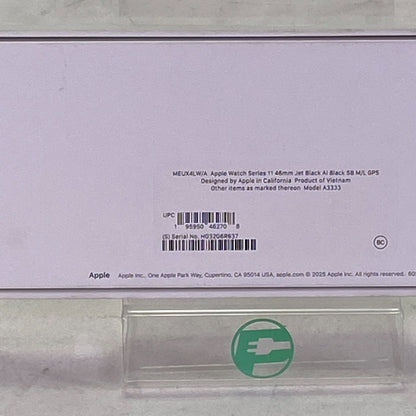 MEUX4LW/A Apple Watch Series 11 46mm Jet Black Al Black SB M/L GPS
Designed by Apple in California Product of Vietnam
Other items as marked thereon Model A3333
UPC
1 95950 46270 8
(S) Serial No. HG32G6R637
BC
Apple Apple Inc., One Apple Park Way, Cupertino, CA 95014 USA, apple.com © 2025 Apple Inc. All rights reserved.